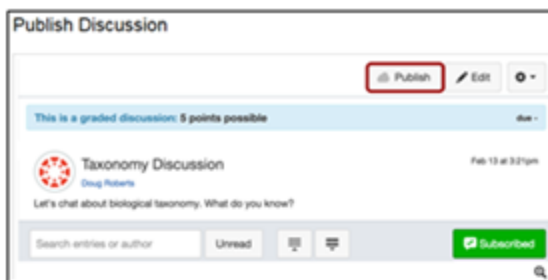 Publish Discussion
Publish Edit
This is a graded discussion: 5 points possible due -
Taxonomy Discussion Feb 13 at 3:21pm
Doug Roberts
Let's chat about biological taxonomy. What do you know?
Search entries or author Unread Subscribed